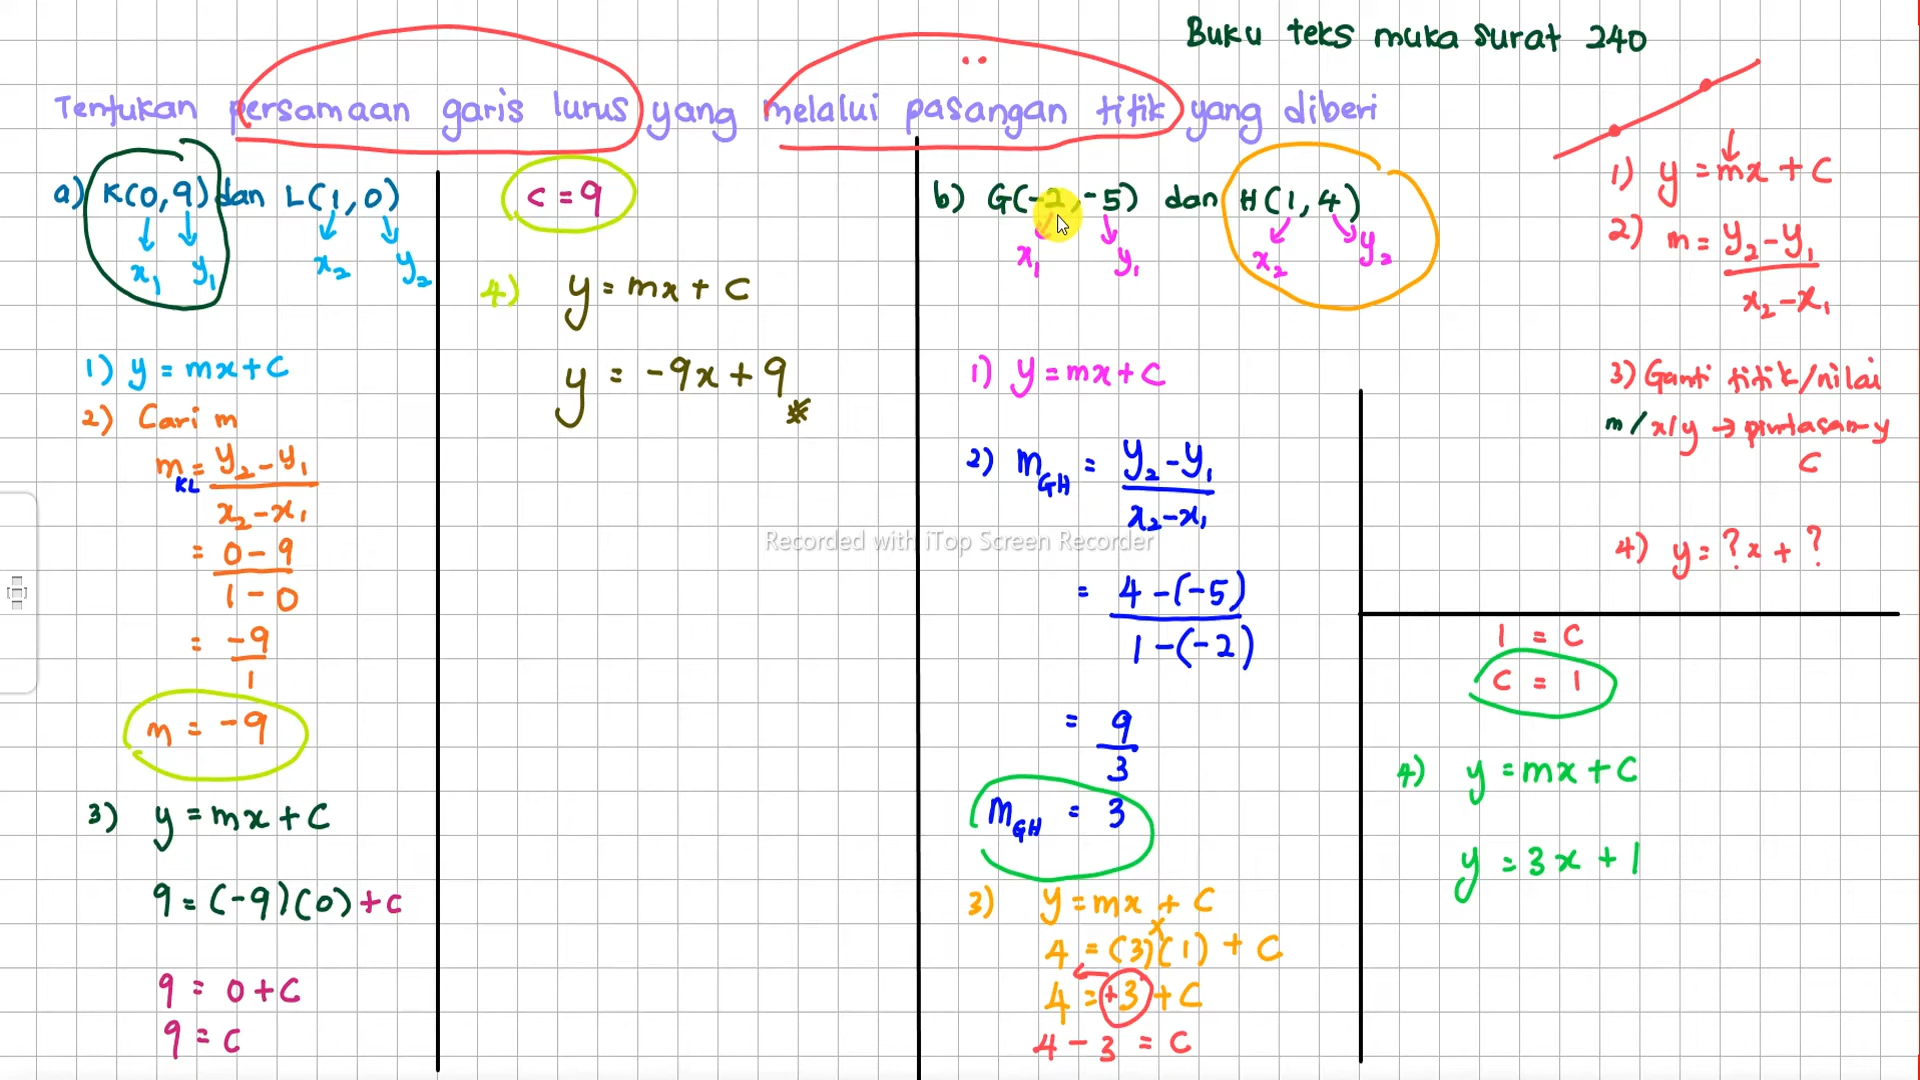 Buku teks muka surat 240
Tentukan persamaan garis lurus yang melalui pasangan titik yang diberi
a) K(0,9) dan L(1,0)
x₁ y₁ x₂ y₂
1) y = mx+c
2) Cari m
m_KL = y₂-y₁
x₂-x₁
= 0-9
1-0
= -9
1
m = -9
3) y = mx + c
9 = (-9)(0) + c
9 = 0+c
9 = c
c = 9
4) y = mx + c
y = -9x + 9
b) G(-2,-5) dan H(1,4)
x₁ y₁ x₂ y₂
1) y = mx + c
2) m_GH = y₂-y₁
x₂-x₁
= 4-(-5)
1-(-2)
= 9
3
m_GH = 3
3) y = mx + c
x
4 = (3)(1) + c
4 = +3 + c
4 - 3 = c
1) y = mx + c
2) m = y₂-y₁
x₂-x₁
3) Ganti titik/nilai
m/x/y → pintasan-y
c
4) y = ?x + ?
1 = c
c = 1
4) y = mx + c
y = 3x + 1
Recorded with iTop Screen Recorder